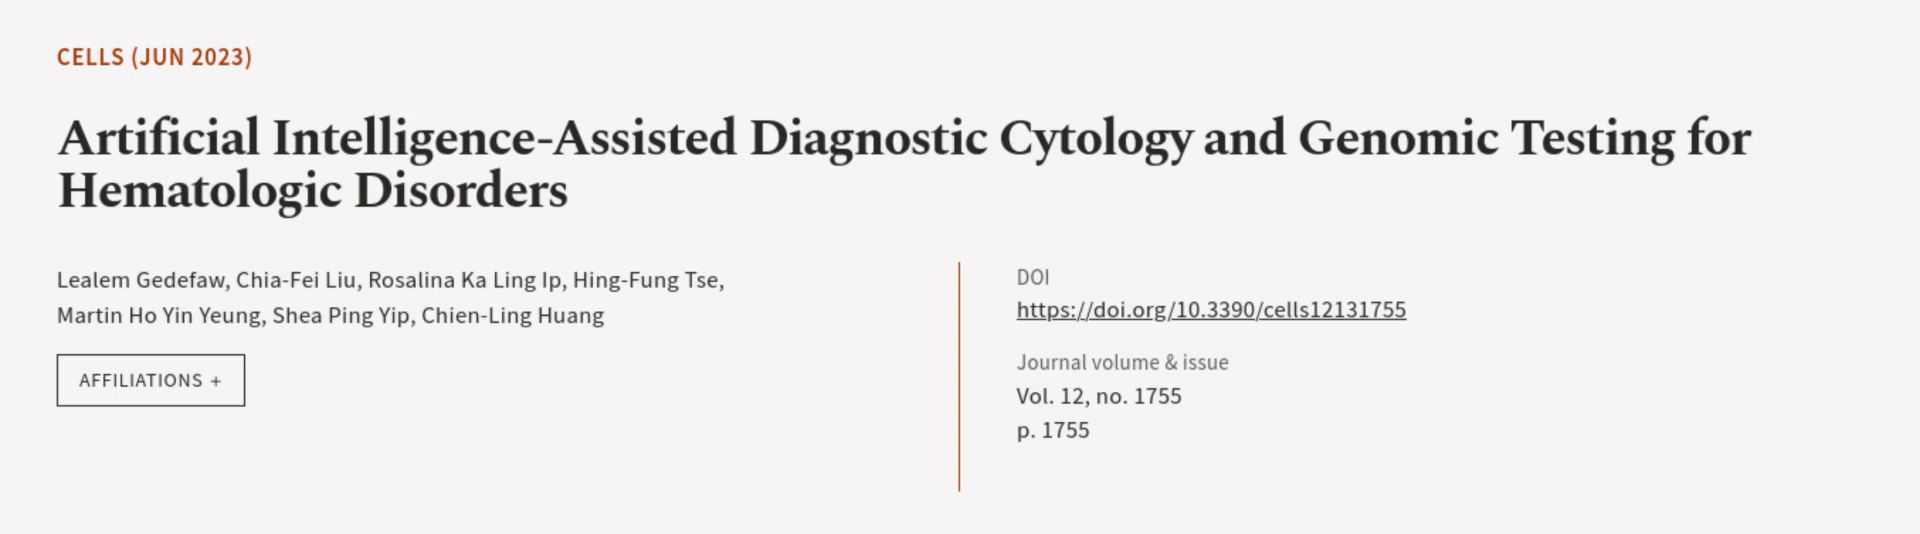 CELLS (JUN 2023)
Artificial Intelligence-Assisted Diagnostic Cytology and Genomic Testing for
Hematologic Disorders
Lealem Gedefaw, Chia-Fei Liu, Rosalina Ka Ling Ip, Hing-Fung Tse,
Martin Ho Yin Yeung, Shea Ping Yip, Chien-Ling Huang
AFFILIATIONS +
DOI
https://doi.org/10.3390/cells12131755
Journal volume & issue
Vol. 12, no. 1755
p. 1755